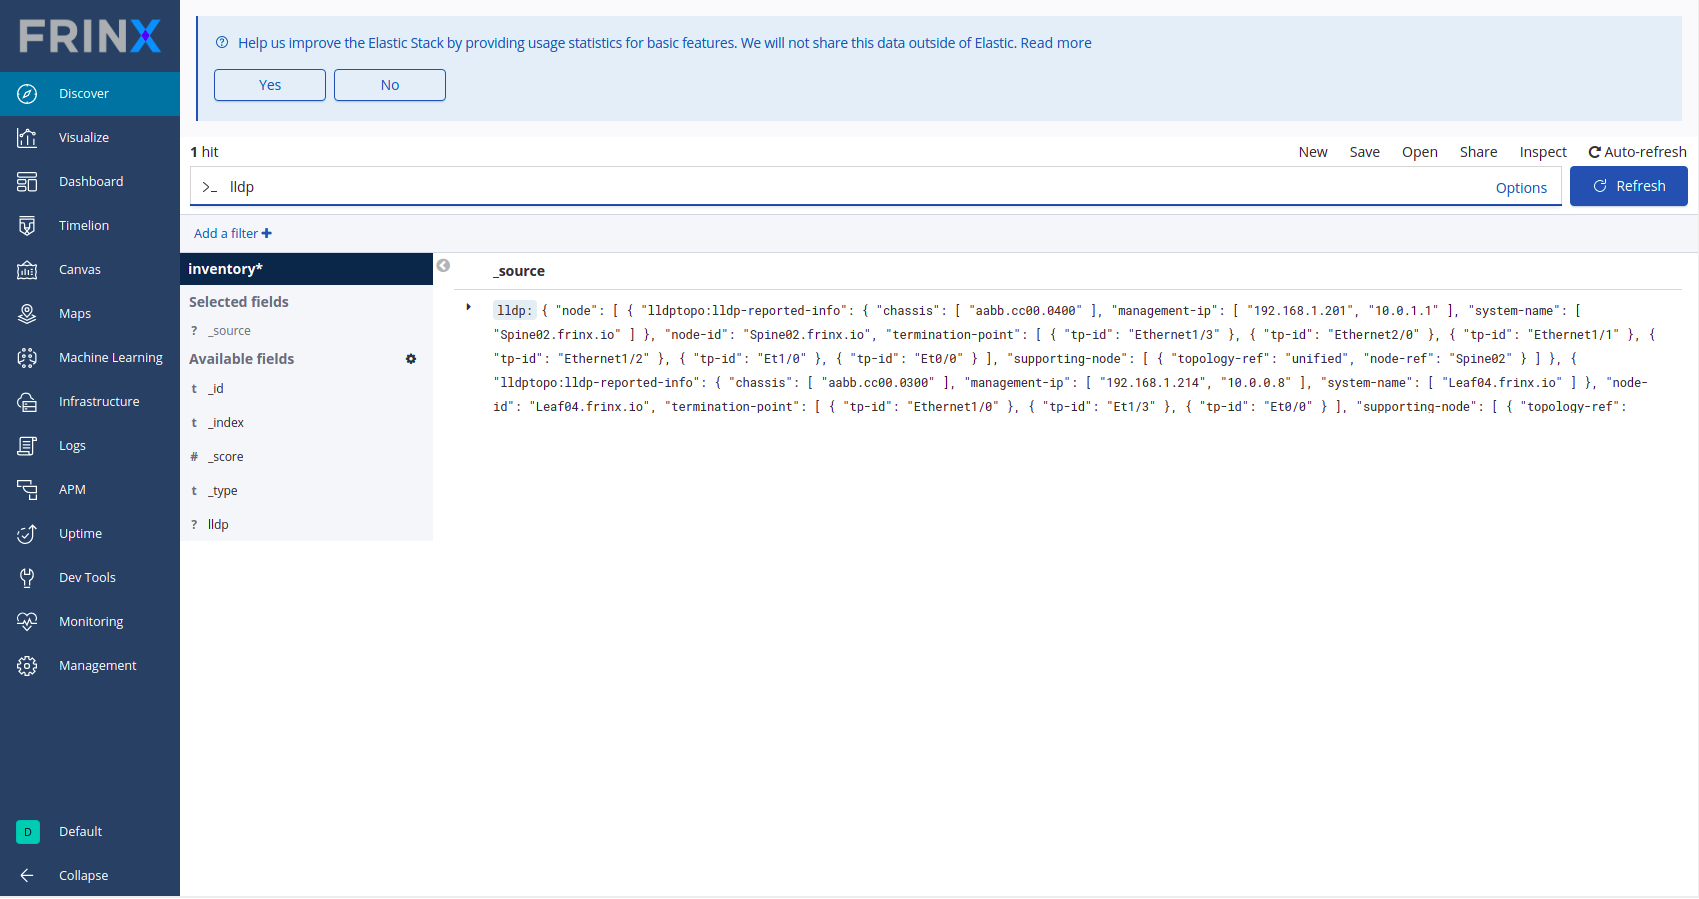 FRINX
Discover
Visualize
Dashboard
Timelion
Canvas
Maps
Machine Learning
Infrastructure
Logs
APM
Uptime
Dev Tools
Monitoring
Management
D Default
Collapse
Help us improve the Elastic Stack by providing usage statistics for basic features. We will not share this data outside of Elastic. Read more
Yes No
1 hit New Save Open Share Inspect Auto-refresh
>_ lldp Options Refresh
Add a filter +
inventory*
Selected fields
? _source
Available fields
t _id
t _index
# _score
t _type
? lldp
_source
lldp: { "node": [ { "lldptopo:lldp-reported-info": { "chassis": [ "aabb.cc00.0400" ], "management-ip": [ "192.168.1.201", "10.0.1.1" ], "system-name": [
"Spine02.frinx.io" ] }, "node-id": "Spine02.frinx.io", "termination-point": [ { "tp-id": "Ethernet1/3" }, { "tp-id": "Ethernet2/0" }, { "tp-id": "Ethernet1/1" }, {
"tp-id": "Ethernet1/2" }, { "tp-id": "Et1/0" }, { "tp-id": "Et0/0" } ], "supporting-node": [ { "topology-ref": "unified", "node-ref": "Spine02" } ] }, {
"lldptopo:lldp-reported-info": { "chassis": [ "aabb.cc00.0300" ], "management-ip": [ "192.168.1.214", "10.0.0.8" ], "system-name": [ "Leaf04.frinx.io" ] }, "node-
id": "Leaf04.frinx.io", "termination-point": [ { "tp-id": "Ethernet1/0" }, { "tp-id": "Et1/3" }, { "tp-id": "Et0/0" } ], "supporting-node": [ { "topology-ref":